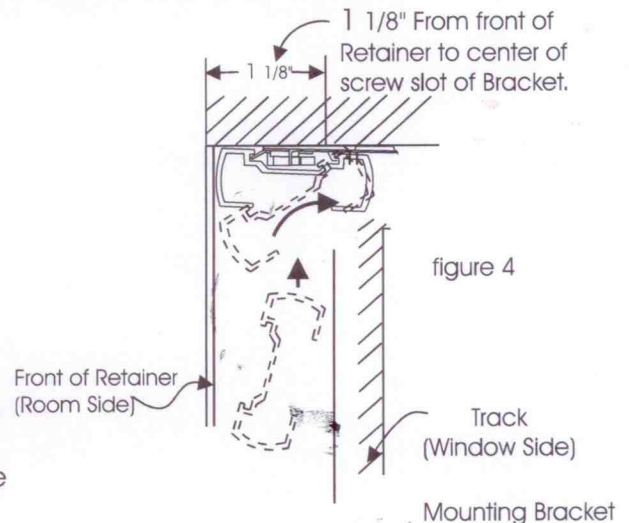 1 1/8" From front of
Retainer to center of
screw slot of Bracket.
1 1/8"
figure 4
Front of Retainer
(Room Side)
Track
(Window Side)
e
Mounting Bracket